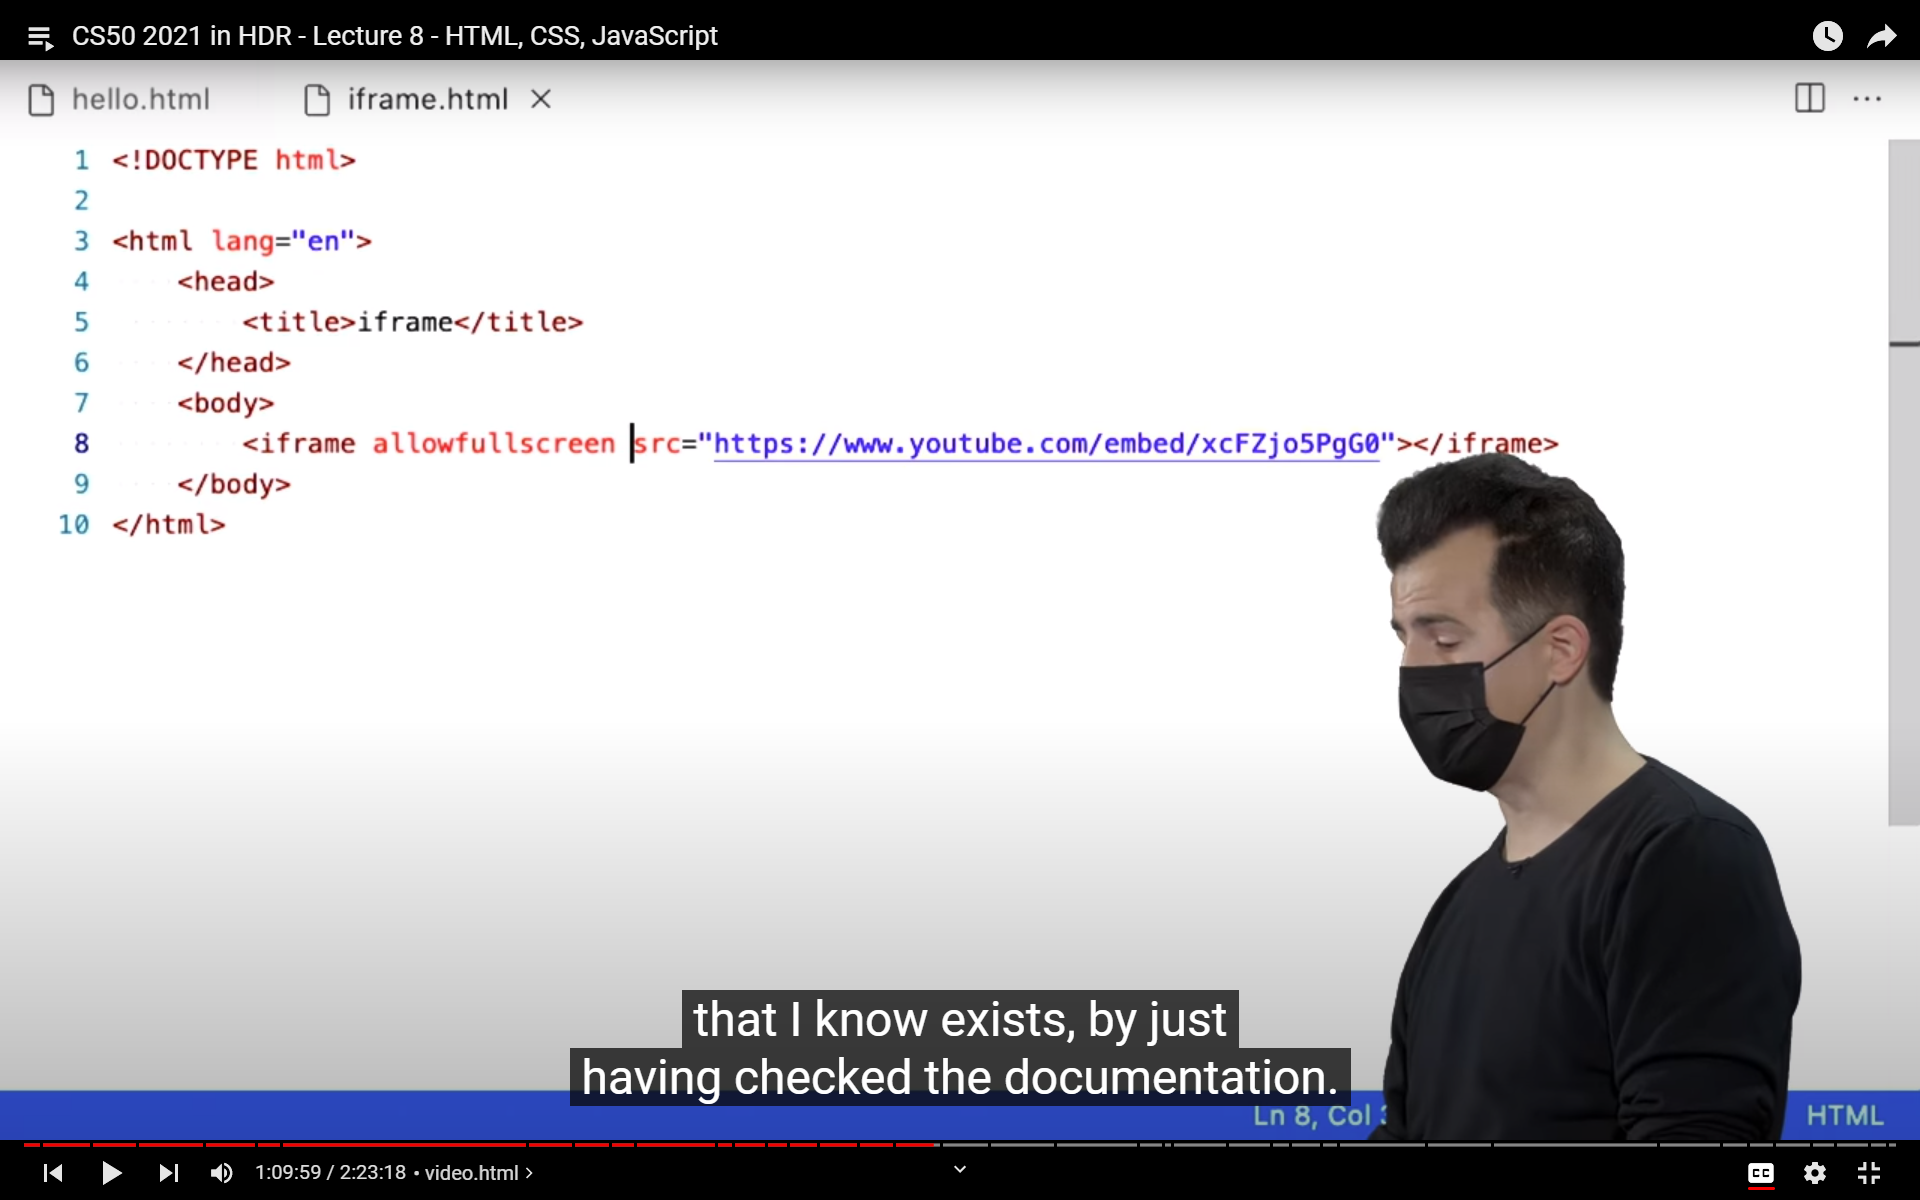 CS50 2021 in HDR - Lecture 8 - HTML, CSS, JavaScript
hello.html
iframe.html
1 <!DOCTYPE html>
2
3 <html lang="en">
4 <head>
5 <title>iframe</title>
6 </head>
7 <body>
8 <iframe allowfullscreen src="https://www.youtube.com/embed/xcFZjo5PgG0"></iframe>
9 </body>
10 </html>
that I know exists, by just
having checked the documentation.
Ln 8, Col
HTML
1:09:59 / 2:23:18 • video.html
CC